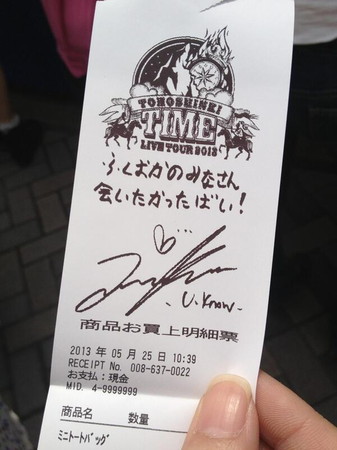 TOHOSHINKI
TIME
LIVE TOUR 2013
ふくおかのみなさん
会いたかったばい!
- U-Know -
商品お買上明細票
2013 年 05 月 25 日 10:39
RECEIPT No. 008-637-0022
お支払:現金
MID. 4-9999999
商品名 数量
ミニトートバッグ